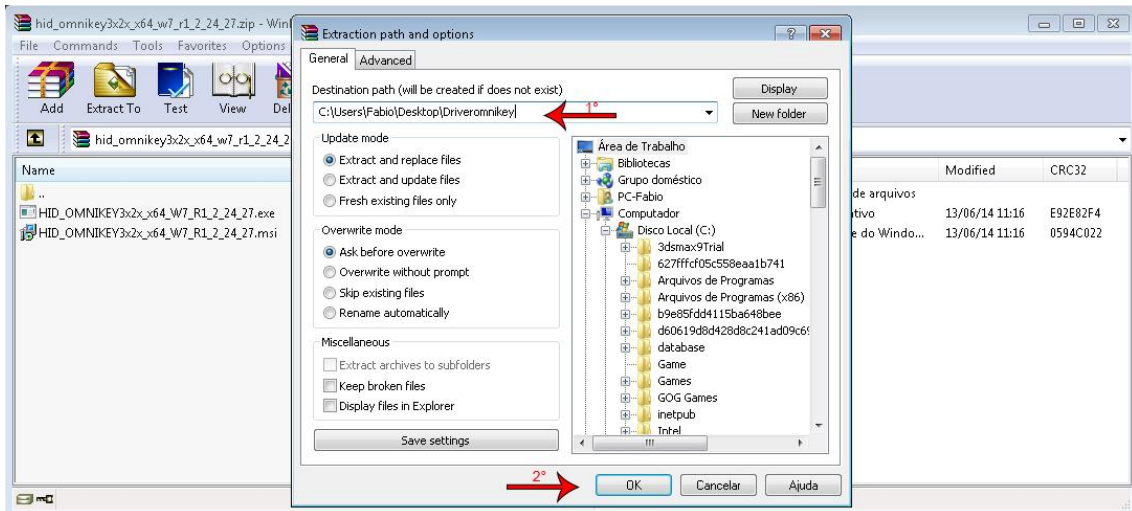 hid_omnikey3x2x_x64_w7_r1_2_24_27.zip - Win
File Commands Tools Favorites Options
Add Extract To Test View Del
hid_omnikey3x2x_x64_w7_r1_2_24_2
Name Modified CRC32
..
de arquivos
HID_OMNIKEY3x2x_x64_W7_R1_2_24_27.exe 13/06/14 11:16 E92E82F4
HID_OMNIKEY3x2x_x64_W7_R1_2_24_27.msi e do Windo... 13/06/14 11:16 0594C022
Extraction path and options
General Advanced
Destination path (will be created if does not exist) Display
C:\Users\Fabio\Desktop\Driveromnikey 1° New folder
Update mode
Extract and replace files
Extract and update files
Fresh existing files only
Overwrite mode
Ask before overwrite
Overwrite without prompt
Skip existing files
Rename automatically
Miscellaneous
Extract archives to subfolders
Keep broken files
Display files in Explorer
Save settings
Área de Trabalho
Bibliotecas
Grupo doméstico
PC-Fabio
Computador
Disco Local (C:)
3dsmax9Trial
627fffcf05c558eaa1b741
Arquivos de Programas
Arquivos de Programas (x86)
b9e85fdd4115ba648bee
d60619d8d428d8c241ad09c69
database
Game
Games
GOG Games
inetpub
Intel
2° OK Cancelar Ajuda